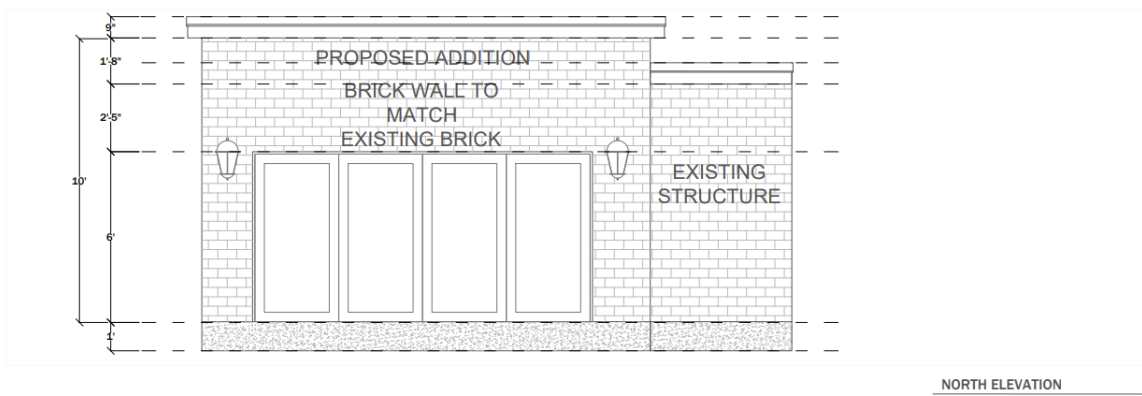 9"
1'-8"
PROPOSED ADDITION
BRICK WALL TO
MATCH
EXISTING BRICK
2'-5"
10'
EXISTING
STRUCTURE
6'
1'
NORTH ELEVATION